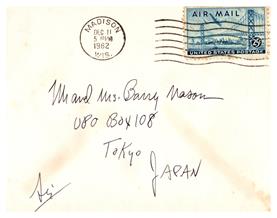 MADISON
DEC 11
5 PM
1962
WIS.
AIR MAIL
UNITED STATES POSTAGE
Mr and Mrs. Barry Nason
UPO BOX 108
Tokyo
JAPAN